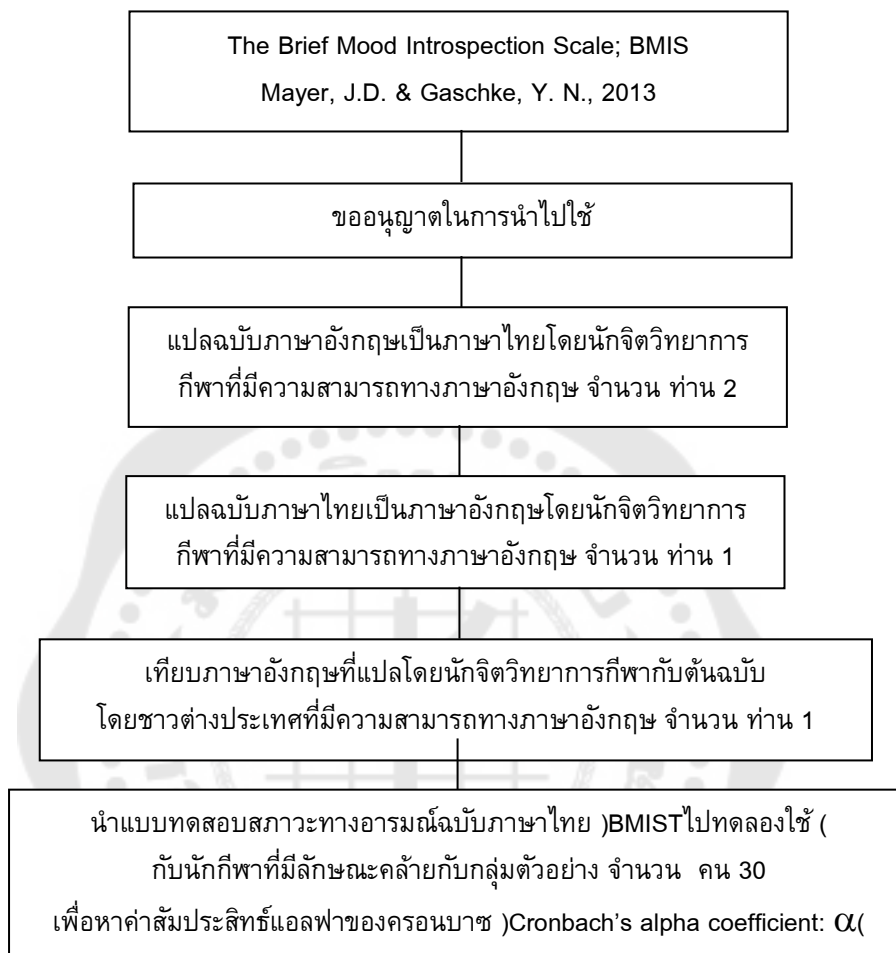 The Brief Mood Introspection Scale; BMIS
Mayer, J.D. & Gaschke, Y. N., 2013
ขออนุญาตในการนำไปใช้
แปลฉบับภาษาอังกฤษเป็นภาษาไทยโดยนักจิตวิทยาการ
กีฬาที่มีความสามารถทางภาษาอังกฤษ จำนวน ท่าน 2
แปลฉบับภาษาไทยเป็นภาษาอังกฤษโดยนักจิตวิทยาการ
กีฬาที่มีความสามารถทางภาษาอังกฤษ จำนวน ท่าน 1
เทียบภาษาอังกฤษที่แปลโดยนักจิตวิทยาการกีฬากับต้นฉบับ
โดยชาวต่างประเทศที่มีความสามารถทางภาษาอังกฤษ จำนวน ท่าน 1
นำแบบทดสอบสภาวะทางอารมณ์ฉบับภาษาไทย )BMISTไปทดลองใช้ (
กับนักกีฬาที่มีลักษณะคล้ายกับกลุ่มตัวอย่าง จำนวน  คน 30
เพื่อหาค่าสัมประสิทธ์แอลฟาของครอนบาซ )Cronbach's alpha coefficient: α(